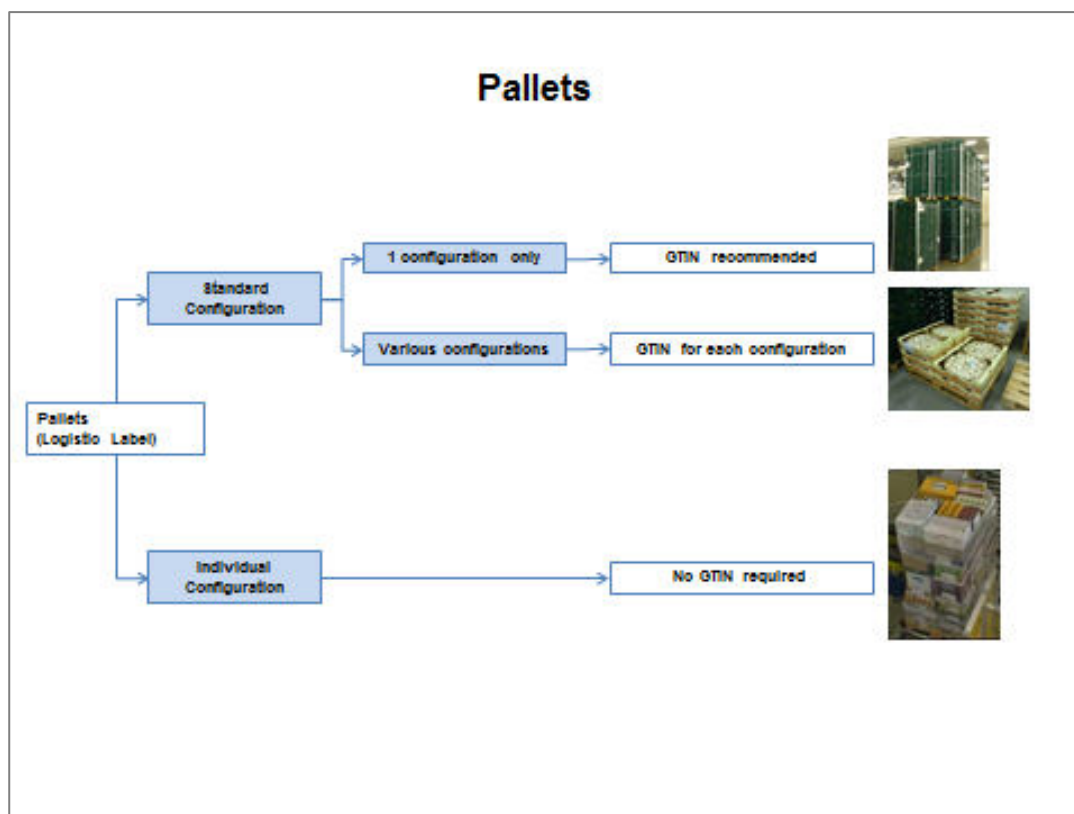 Pallets
1 configuration only
GTIN recommended
Standard
Configuration
Various configurations
GTIN for each configuration
Pallets
(Logistic Label)
Individual
Configuration
No GTIN required